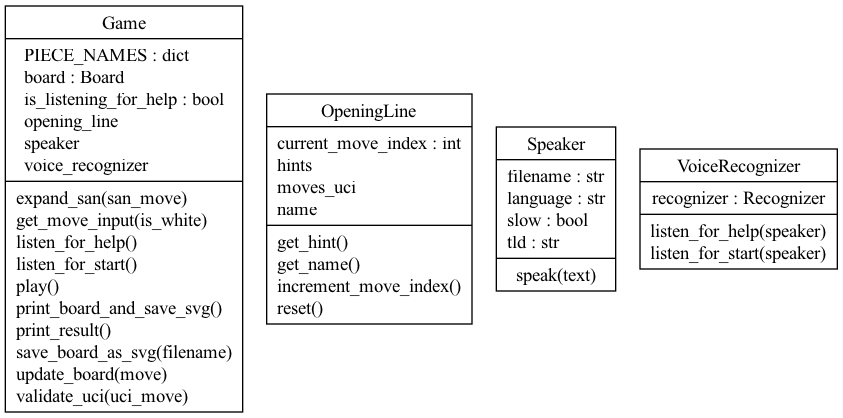 Game
PIECE_NAMES : dict
board : Board
is_listening_for_help : bool
opening_line
speaker
voice_recognizer
expand_san(san_move)
get_move_input(is_white)
listen_for_help()
listen_for_start()
play()
print_board_and_save_svg()
print_result()
save_board_as_svg(filename)
update_board(move)
validate_uci(uci_move)
OpeningLine
current_move_index : int
hints
moves_uci
name
get_hint()
get_name()
increment_move_index()
reset()
Speaker
filename : str
language : str
slow : bool
tld : str
speak(text)
VoiceRecognizer
recognizer : Recognizer
listen_for_help(speaker)
listen_for_start(speaker)